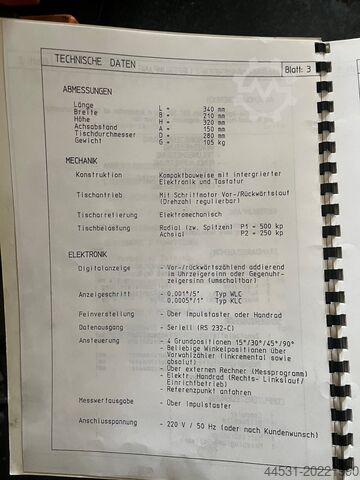 TECHNISCHE DATEN
Blatt: 3
ABMESSUNGEN
Länge L = 340 mm
Breite B = 210 mm
Höhe H = 320 mm
Achsabstand A = 150 mm
Tischdurchmesser D = 280 mm
Gewicht G = 105 kg
MECHANIK
Konstruktion Kompaktbauweise mit intergierter
Elektronik und Tastatur
Tischantrieb Mit Schrittmotor Vor-/Rückwärtslauf
(Drehzahl regulierbar)
Tischarretierung Elektromechanisch
Tischbelastung Radial (zw. Spitzen) P1 = 500 kp
Achsial P2 = 250 kp
ELEKTRONIK
Digitalanzeige - Vor-/rückwärtszählend addierend
im Uhrzeigersinn oder Gegenuhr-
zeigersinn (umschaltbar)
Anzeigeschritt - 0.001°/5" Typ WLC
0.0005°/1" Typ KLC
Feinverstellung - Über Impulstaster oder Handrad
Datenausgang - Seriell (RS 232-C)
Ansteuerung - 4 Grundpositionen 15°/30°/45°/90°
- Beliebige Winkelpositionen über
Vorwahlzähler (inkremental sowie
absolut)
- Über externen Rechner (Messprogramm)
- Elektr. Handrad (Rechts- Linkslauf/
Einrichtbetrieb)
- Referenzpunkt anfahren
Messwertausgabe - Über Impulstaster
Anschlusspannung - 220 V / 50 Hz (oder nach Kundenwunsch)